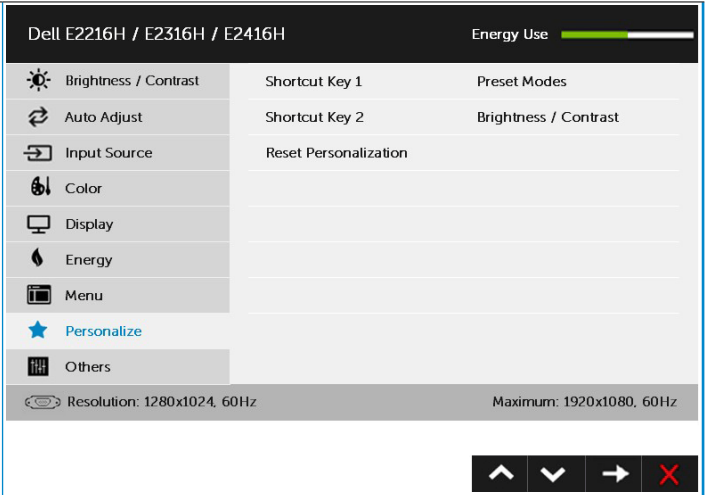 Dell E2216H / E2316H / E2416H Energy Use
Brightness / Contrast Shortcut Key 1 Preset Modes
Auto Adjust Shortcut Key 2 Brightness / Contrast
Input Source Reset Personalization
Color
Display
Energy
Menu
Personalize
Others
Resolution: 1280x1024, 60Hz Maximum: 1920x1080, 60Hz